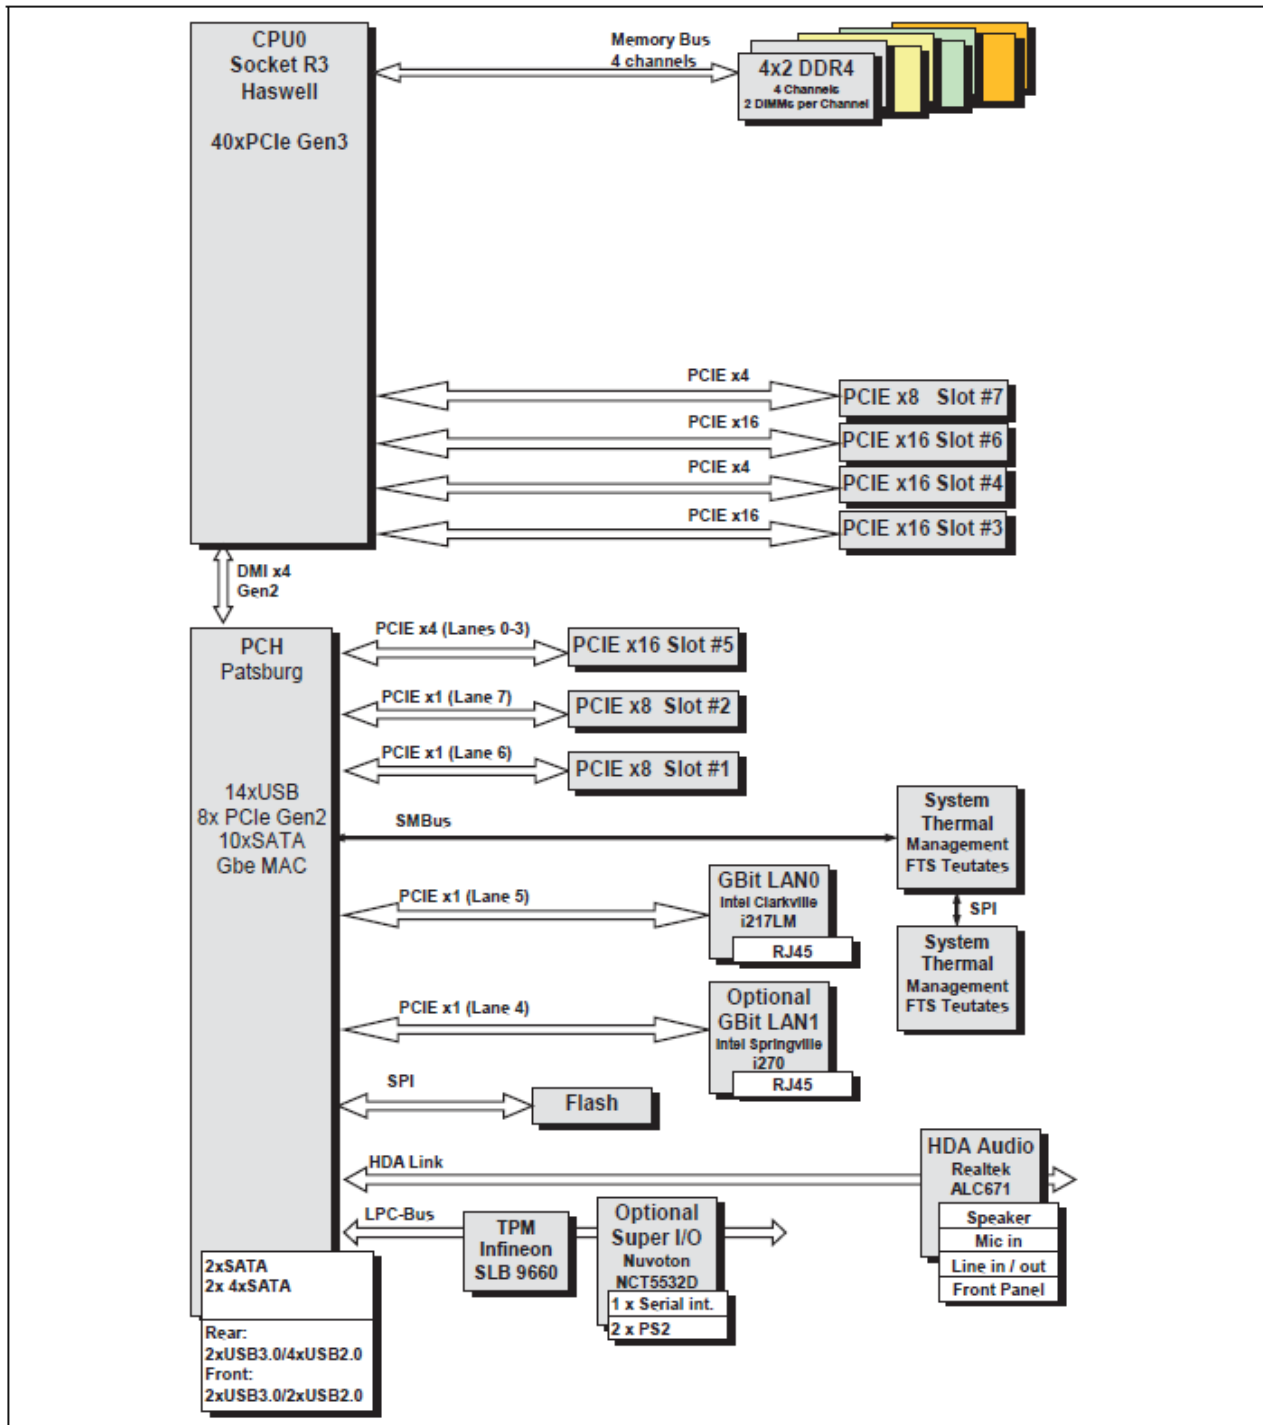 CPU0
Socket R3
Haswell
40xPCIe Gen3
Memory Bus
4 channels
4x2 DDR4
4 Channels
2 DIMMs per Channel
PCIE x4
PCIE x8 Slot #7
PCIE x16
PCIE x16 Slot #6
PCIE x4
PCIE x16 Slot #4
PCIE x16
PCIE x16 Slot #3
DMI x4
Gen2
PCH
Patsburg
14xUSB
8x PCIe Gen2
10xSATA
Gbe MAC
PCIE x4 (Lanes 0-3)
PCIE x16 Slot #5
PCIE x1 (Lane 7)
PCIE x8 Slot #2
PCIE x1 (Lane 6)
PCIE x8 Slot #1
SMBus
System
Thermal
Management
FTS Teutates
SPI
System
Thermal
Management
FTS Teutates
PCIE x1 (Lane 5)
GBit LAN0
Intel Clarkville
i217LM
RJ45
PCIE x1 (Lane 4)
Optional
GBit LAN1
Intel Springville
i270
RJ45
SPI
Flash
HDA Link
HDA Audio
Realtek
ALC671
Speaker
Mic in
Line in / out
Front Panel
LPC-Bus
TPM
Infineon
SLB 9660
Optional
Super I/O
Nuvoton
NCT5532D
1 x Serial int.
2 x PS2
2xSATA
2x 4xSATA
Rear:
2xUSB3.0/4xUSB2.0
Front:
2xUSB3.0/2xUSB2.0